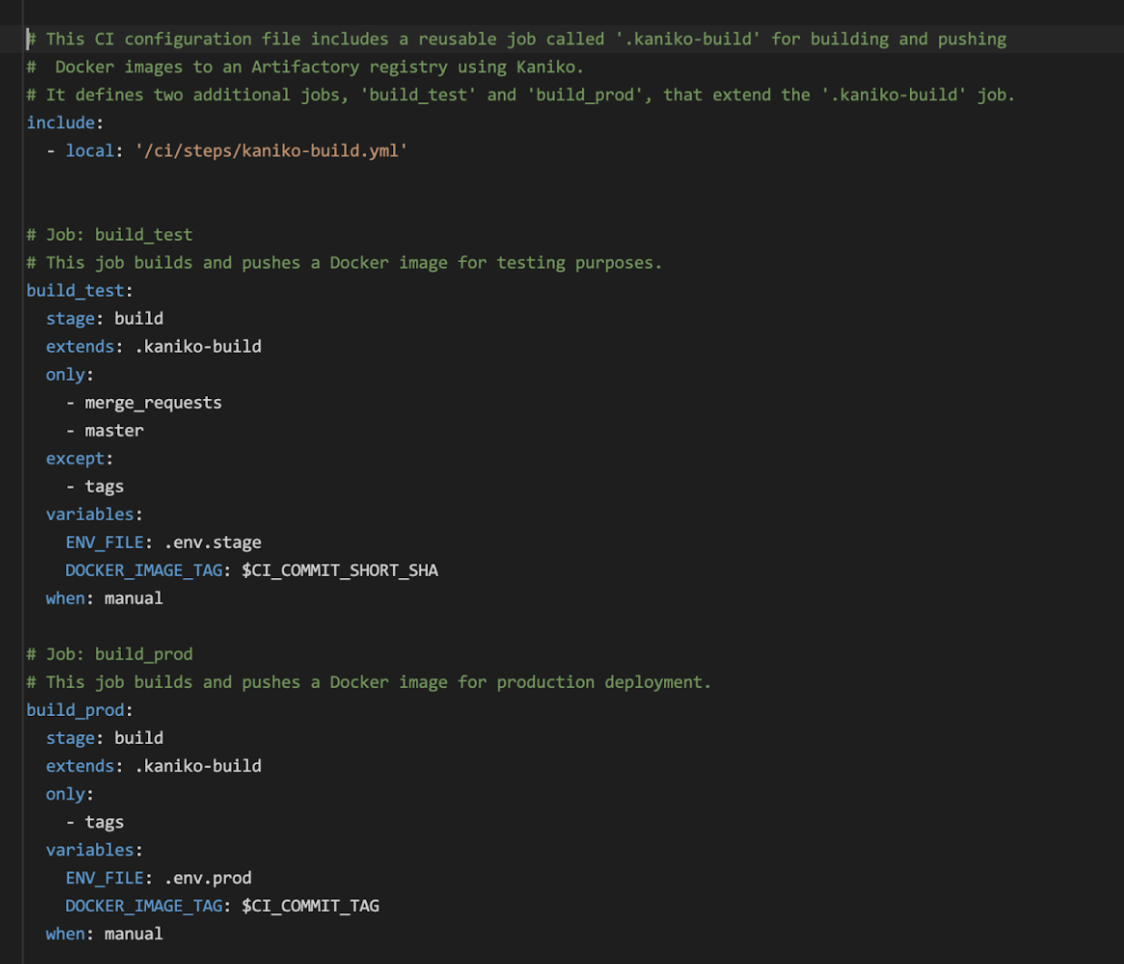 # This CI configuration file includes a reusable job called '.kaniko-build' for building and pushing
#  Docker images to an Artifactory registry using Kaniko.
# It defines two additional jobs, 'build_test' and 'build_prod', that extend the '.kaniko-build' job.
include:
  - local: '/ci/steps/kaniko-build.yml'
# Job: build_test
# This job builds and pushes a Docker image for testing purposes.
build_test:
  stage: build
  extends: .kaniko-build
  only:
    - merge_requests
    - master
  except:
    - tags
  variables:
    ENV_FILE: .env.stage
    DOCKER_IMAGE_TAG: $CI_COMMIT_SHORT_SHA
  when: manual
# Job: build_prod
# This job builds and pushes a Docker image for production deployment.
build_prod:
  stage: build
  extends: .kaniko-build
  only:
    - tags
  variables:
    ENV_FILE: .env.prod
    DOCKER_IMAGE_TAG: $CI_COMMIT_TAG
  when: manual